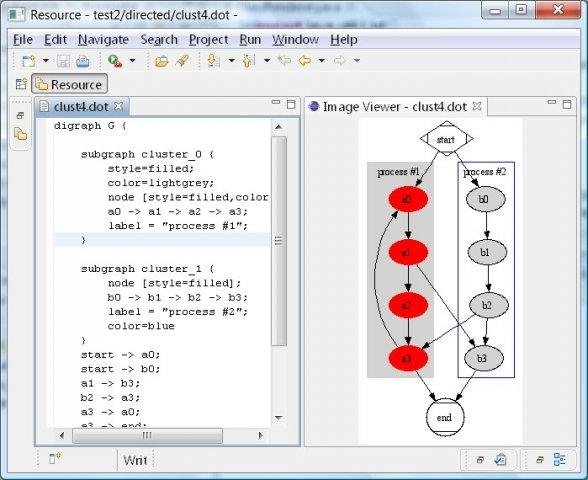 Resource - test2/directed/clust4.dot -
File Edit Navigate Search Project Run Window Help
Resource
clust4.dot
digraph G {
subgraph cluster_0 {
style=filled;
color=lightgrey;
node [style=filled,color
a0 -> a1 -> a2 -> a3;
label = "process #1";
}
subgraph cluster_1 {
node [style=filled];
b0 -> b1 -> b2 -> b3;
label = "process #2";
color=blue
}
start -> a0;
start -> b0;
a1 -> b3;
b2 -> a3;
a3 -> a0;
a3 -> end;
Image Viewer - clust4.dot
start
process #1 process #2
a0 b0
a1 b1
a2 b2
a3 b3
end
Writ